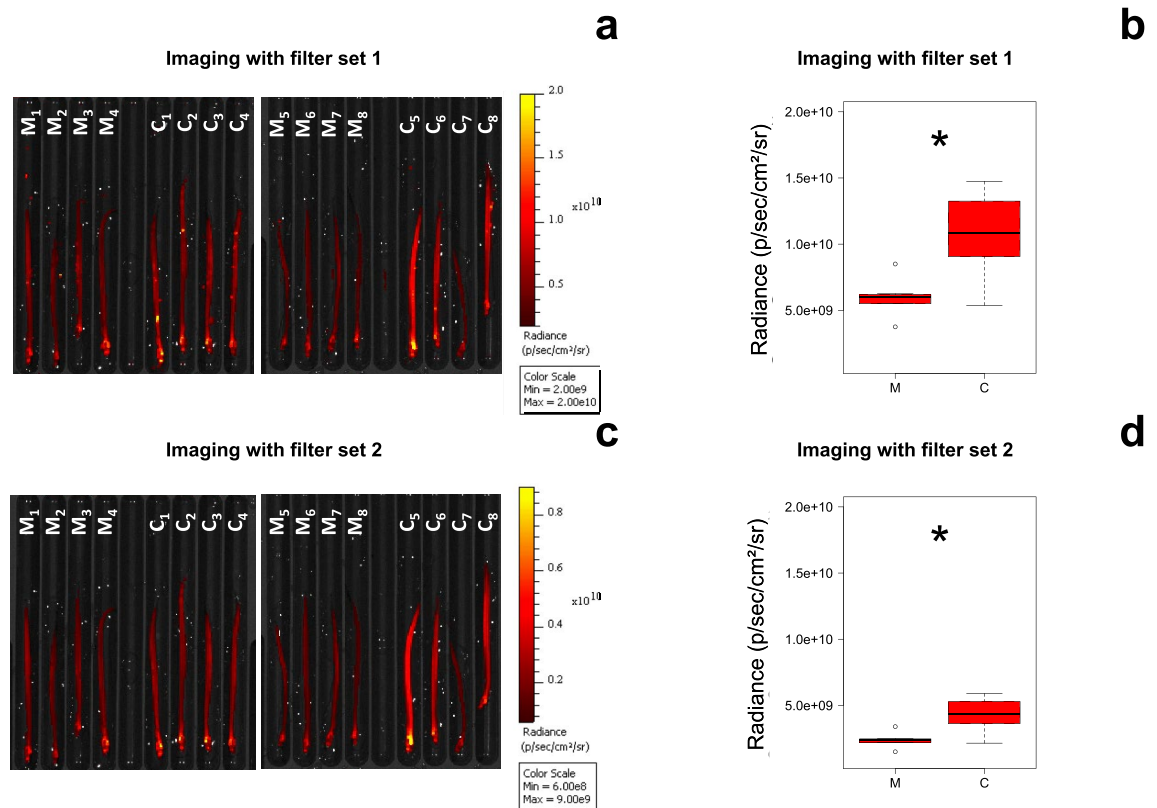 a
Imaging with filter set 1
M₁ M₂ M₃ M₄ C₁ C₂ C₃ C₄ M₅ M₆ M₇ M₈ C₅ C₆ C₇ C₈
2.0
1.5
x10¹⁰
1.0
0.5
Radiance
(p/sec/cm²/sr)
Color Scale
Min = 2.00e9
Max = 2.00e10
b
Imaging with filter set 1
Radiance (p/sec/cm²/sr)
2.0e+10
1.5e+10
1.0e+10
5.0e+09
*
M C
c
Imaging with filter set 2
M₁ M₂ M₃ M₄ C₁ C₂ C₃ C₄ M₅ M₆ M₇ M₈ C₅ C₆ C₇ C₈
0.8
0.6
x10¹⁰
0.4
0.2
Radiance
(p/sec/cm²/sr)
Color Scale
Min = 6.00e8
Max = 9.00e9
d
Imaging with filter set 2
Radiance (p/sec/cm²/sr)
2.0e+10
1.5e+10
1.0e+10
5.0e+09
*
M C